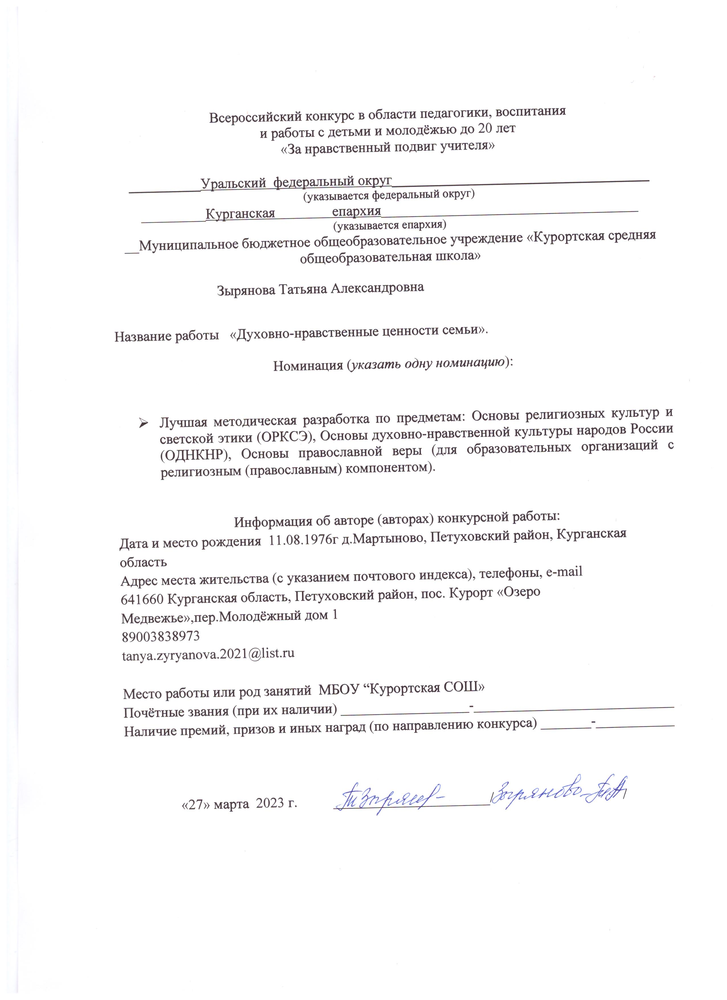 Всероссийский конкурс в области педагогики, воспитания
и работы с детьми и молодёжью до 20 лет
«За нравственный подвиг учителя»
__________Уральский федеральный округ____________________________________
(указывается федеральный округ)
_________Курганская епархия____________________________________
(указывается епархия)
__Муниципальное бюджетное общеобразовательное учреждение «Курортская средняя
общеобразовательная школа»
Зырянова Татьяна Александровна
Название работы «Духовно-нравственные ценности семьи».
Номинация (указать одну номинацию):
➢ Лучшая методическая разработка по предметам: Основы религиозных культур и
светской этики (ОРКСЭ), Основы духовно-нравственной культуры народов России
(ОДНКНР), Основы православной веры (для образовательных организаций с
религиозным (православным) компонентом).
Информация об авторе (авторах) конкурсной работы:
Дата и место рождения 11.08.1976г д.Мартыново, Петуховский район, Курганская
область
Адрес места жительства (с указанием почтового индекса), телефоны, e-mail
641660 Курганская область, Петуховский район, пос. Курорт «Озеро
Медвежье»,пер.Молодёжный дом 1
89003838973
tanya.zyryanova.2021@list.ru
Место работы или род занятий МБОУ “Курортская СОШ»
Почётные звания (при их наличии) __________________-____________________________
Наличие премий, призов и иных наград (по направлению конкурса) _______-___________
«27» марта 2023 г. ______________________/Зырянова Т.А/